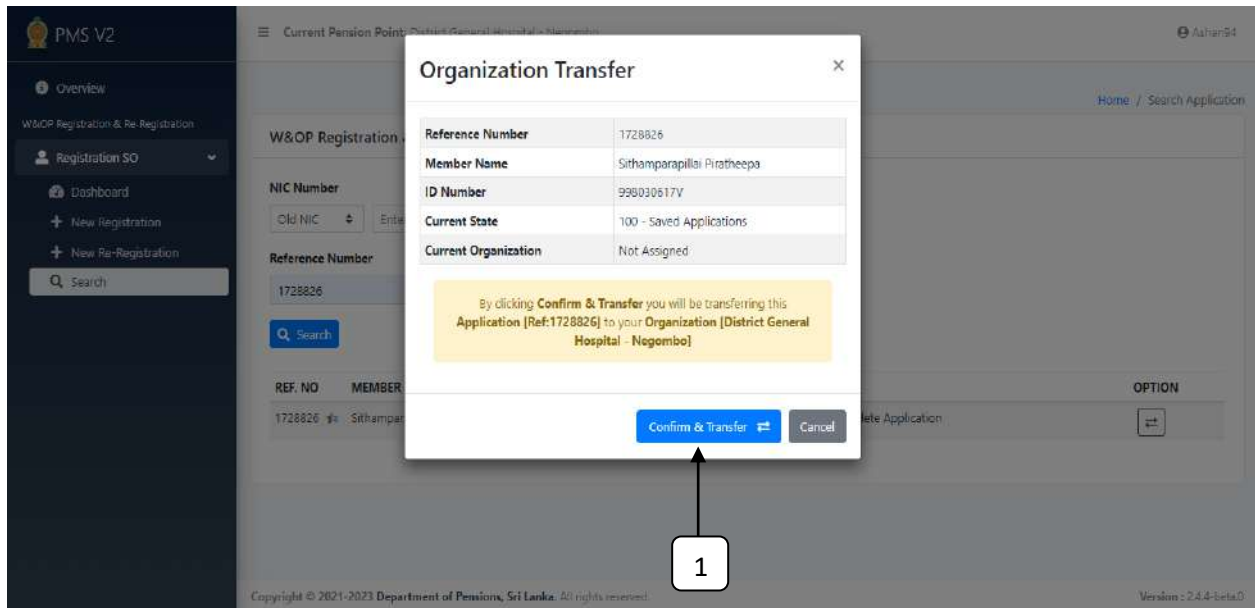 PMS V2
Current Pension Point: District General Hospital - Negombo
Ashan94
Overview
W&OP Registration & Re-Registration
Registration SO
Dashboard
New Registration
New Re-Registration
Search
Home / Search Application
W&OP Registration
NIC Number
Old NIC
Ente
Reference Number
1728826
Search
REF. NO MEMBER OPTION
1728826 Sithampar lete Application
Organization Transfer ×
Reference Number 1728826
Member Name Sithamparapillai Piratheepa
ID Number 998030617V
Current State 100 - Saved Applications
Current Organization Not Assigned
By clicking Confirm & Transfer you will be transferring this
Application [Ref:1728826] to your Organization [District General
Hospital - Negombo]
Confirm & Transfer Cancel
1
Copyright © 2021-2023 Department of Pensions, Sri Lanka. All rights reserved.
Version : 2.4.4-beta.0